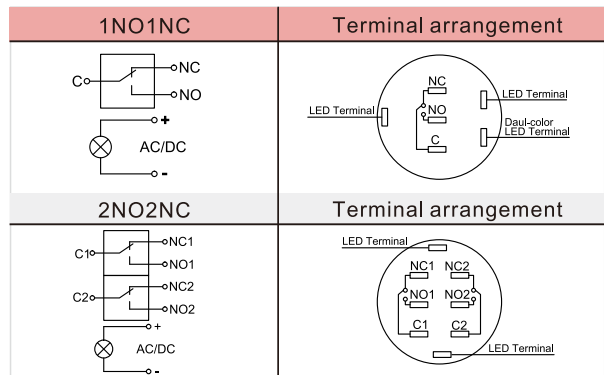 1NO1NC
Terminal arrangement
C
NC
NO
+
AC/DC
-
NC
NO
C
LED Terminal
LED Terminal
Daul-color
LED Terminal
2NO2NC
Terminal arrangement
C1
NC1
NO1
C2
NC2
NO2
+
AC/DC
-
LED Terminal
NC1 NC2
NO1 NO2
C1 C2
LED Terminal